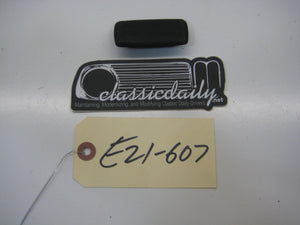 classicdaily.net
Maintaining, Modernizing, and Modifying Classic Daily Drivers
E21-607